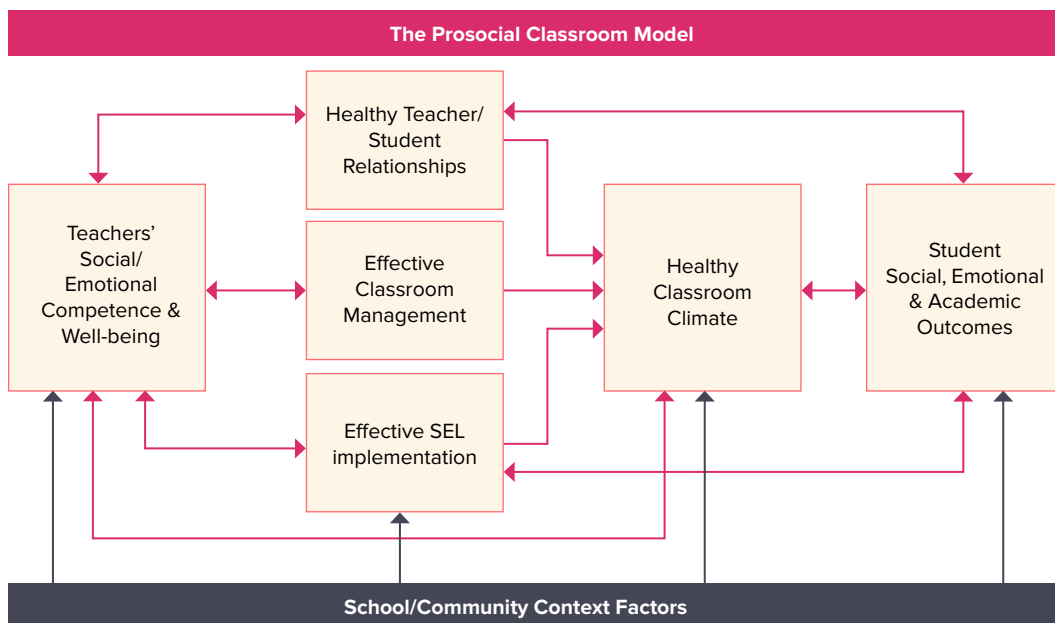 The Prosocial Classroom Model
Healthy Teacher/
Student
Relationships
Teachers’
Social/
Emotional
Competence &
Well-being
Effective
Classroom
Management
Healthy
Classroom
Climate
Student
Social, Emotional
& Academic
Outcomes
Effective SEL
implementation
School/Community Context Factors